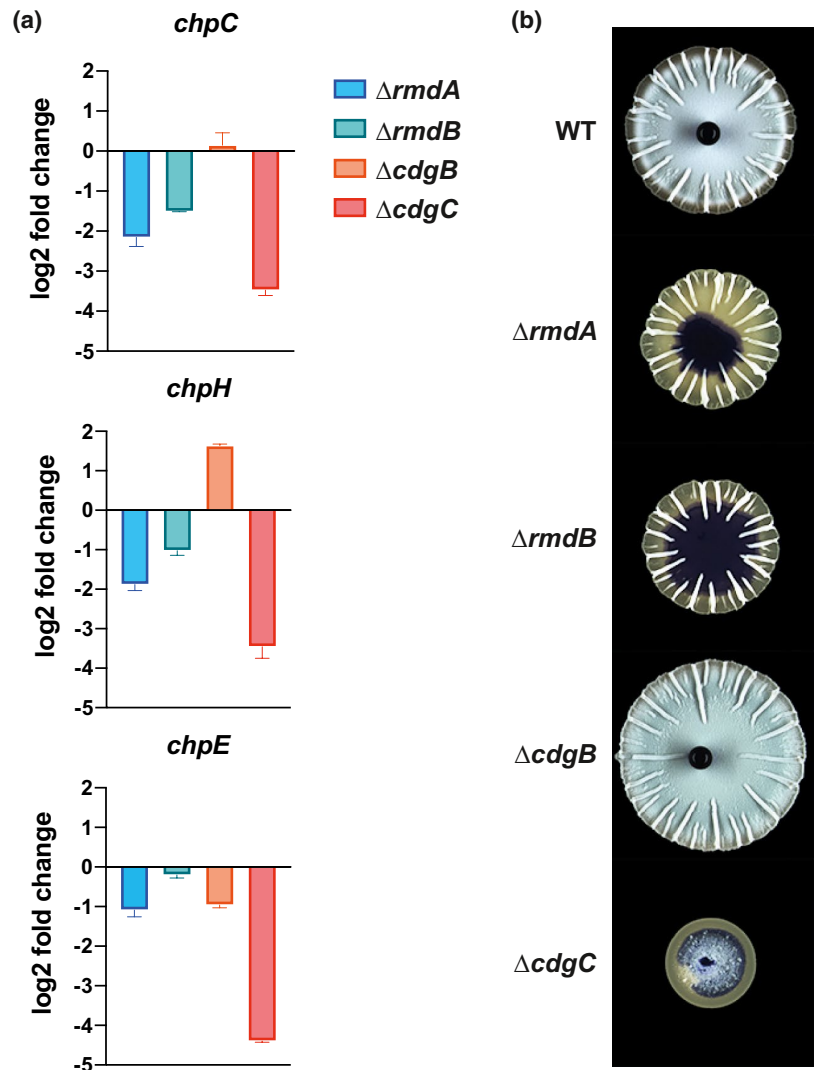 (a)
chpC
log2 fold change
2
1
0
-1
-2
-3
-4
-5
ΔrmdA
ΔrmdB
ΔcdgB
ΔcdgC
chpH
log2 fold change
2
1
0
-1
-2
-3
-4
-5
chpE
log2 fold change
2
1
0
-1
-2
-3
-4
-5
(b)
WT
ΔrmdA
ΔrmdB
ΔcdgB
ΔcdgC